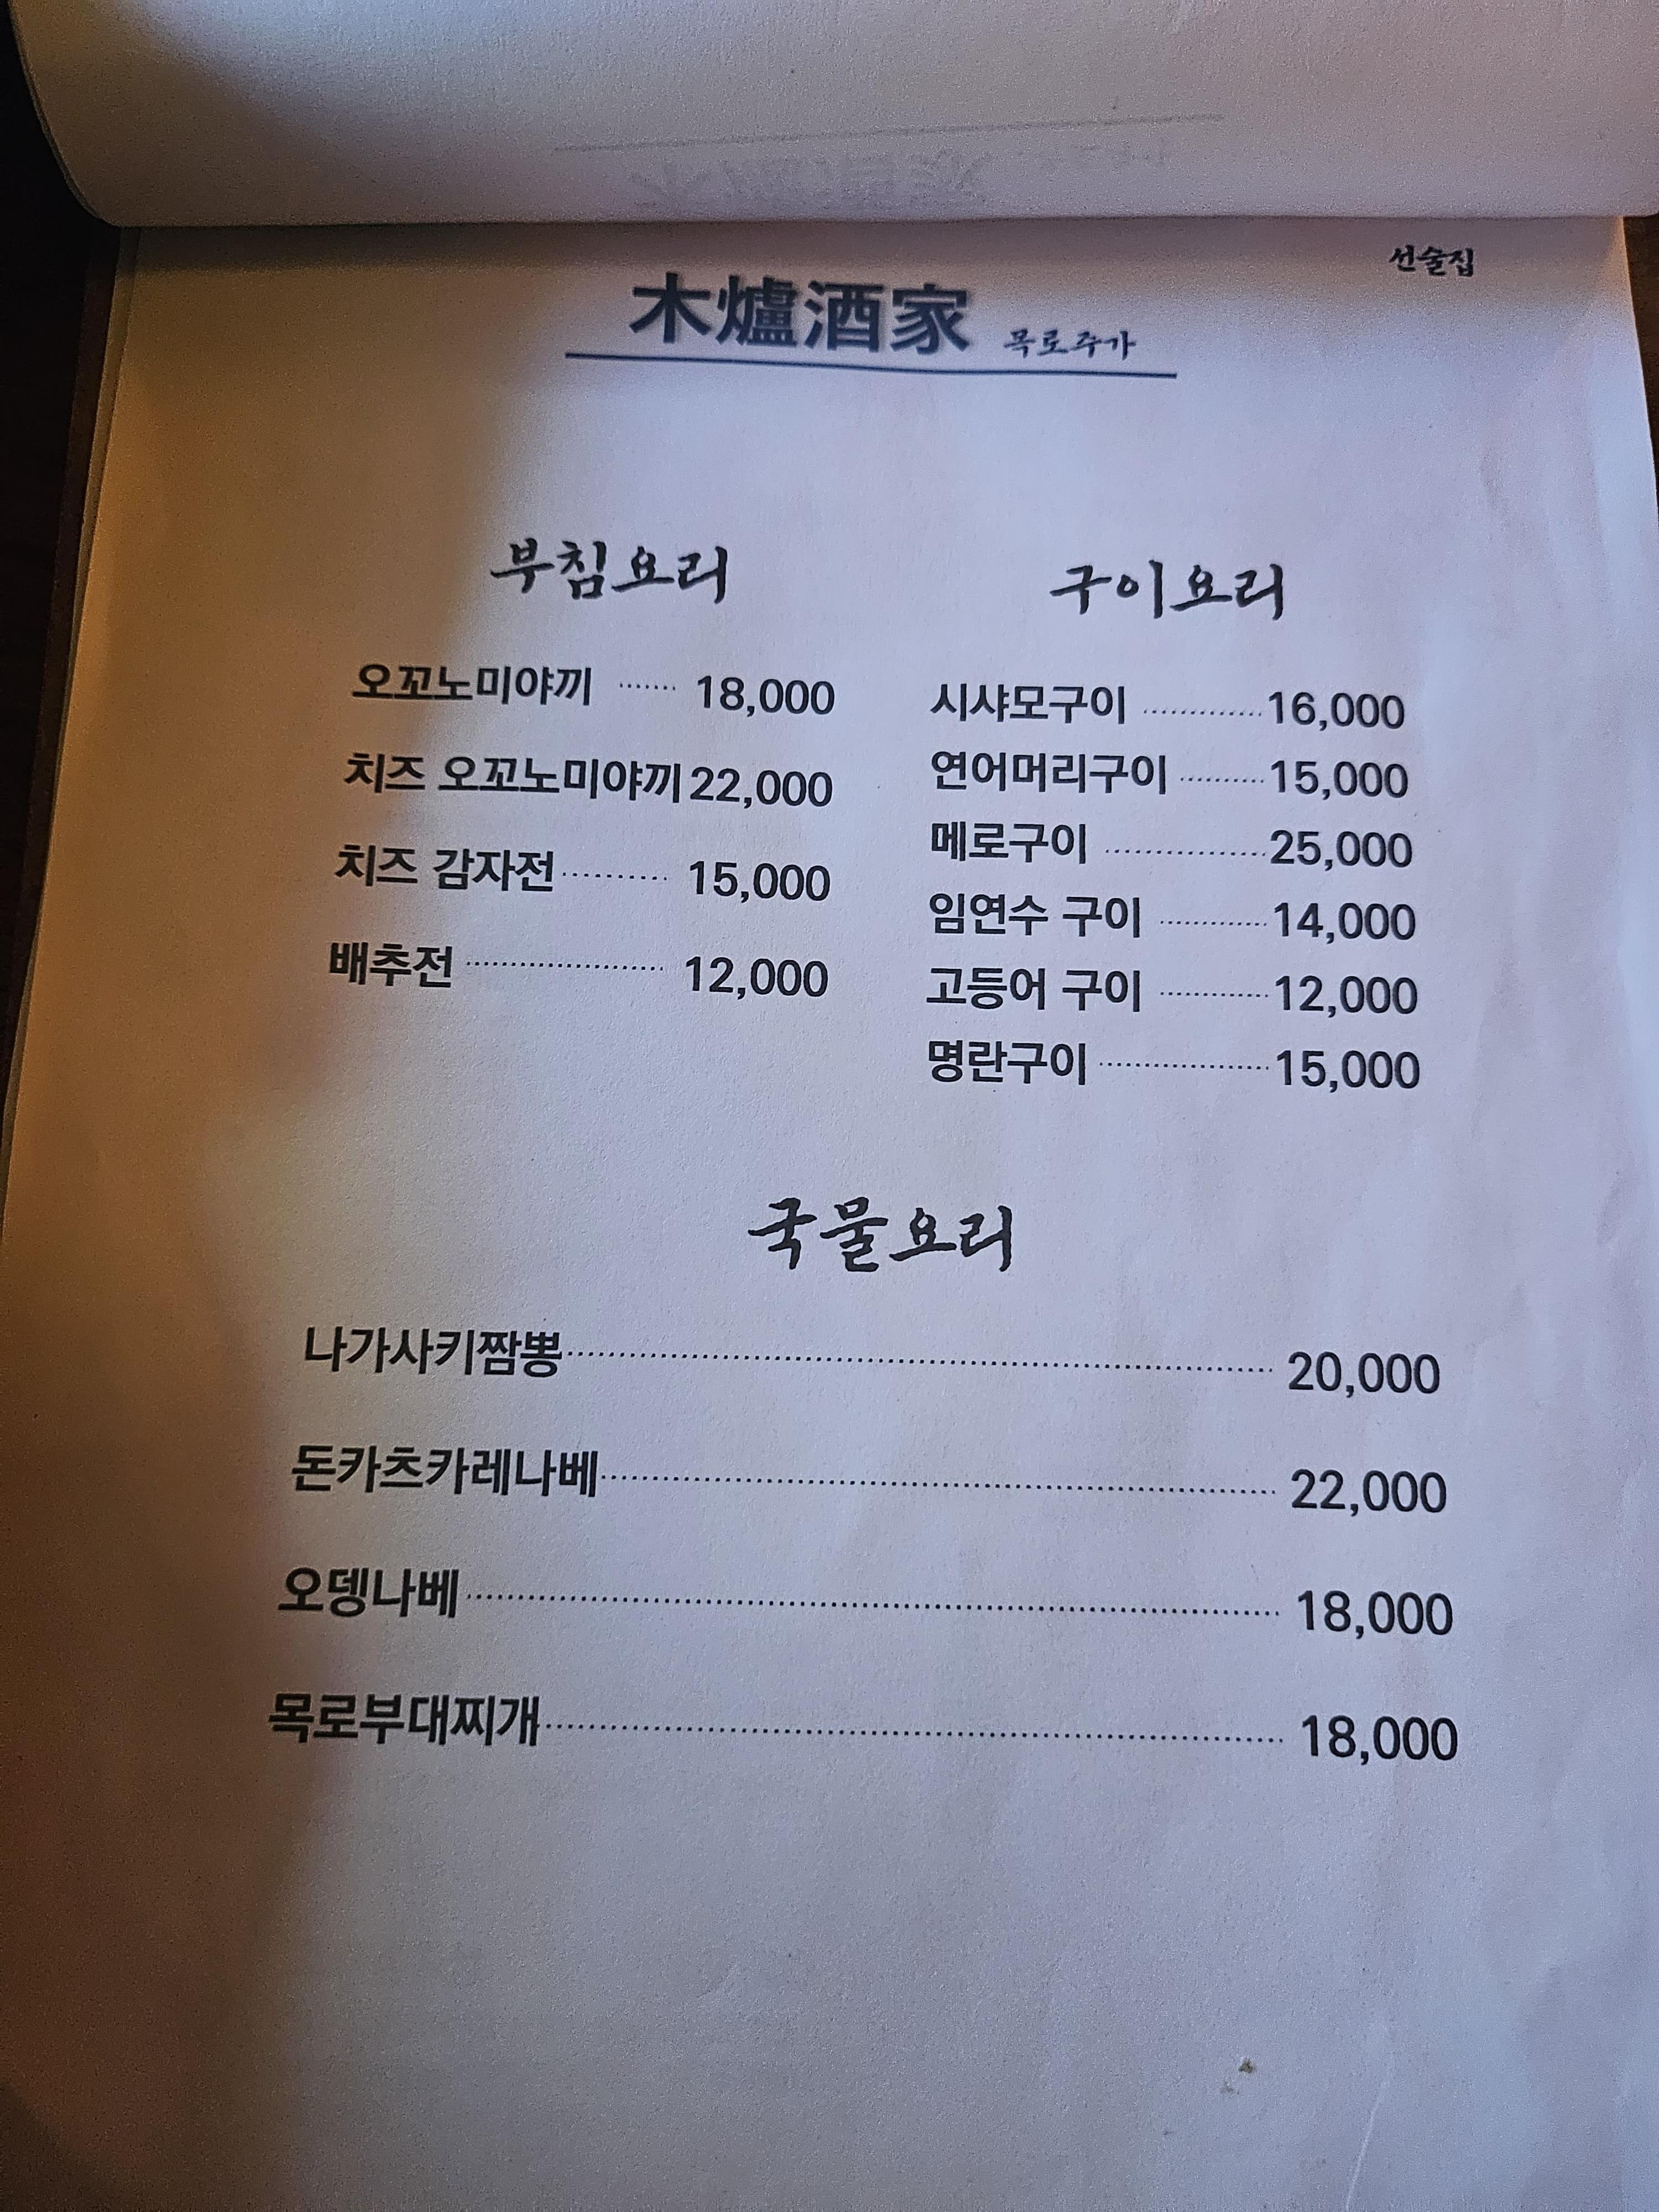 선술집
木爐酒家 목로주가
부침요리
오꼬노미야끼 ....... 18,000
치즈 오꼬노미야끼 22,000
치즈 감자전 .......... 15,000
배추전 .................... 12,000
구이요리
시샤모구이 ............. 16,000
연어머리구이 .......... 15,000
메로구이 ................. 25,000
임연수 구이 ............ 14,000
고등어 구이 ............ 12,000
명란구이 .................. 15,000
국물요리
나가사키짬뽕 .................... 20,000
돈카츠카레나베 .................... 22,000
오뎅나베 .................... 18,000
목로부대찌개 .................... 18,000